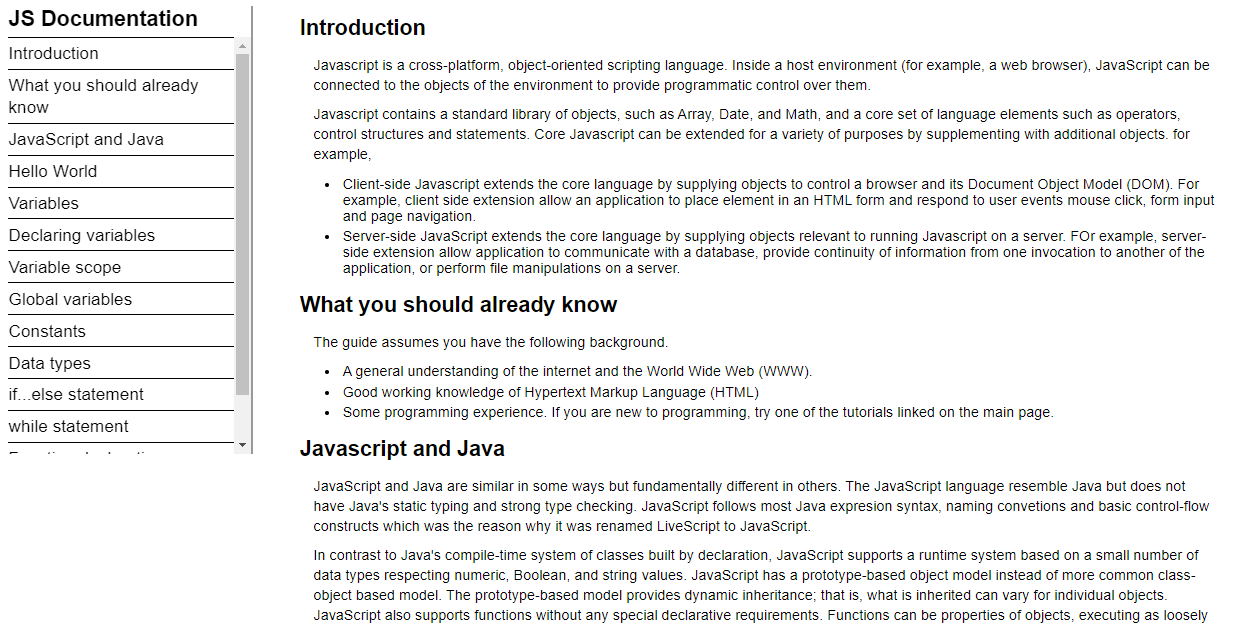 JS Documentation
Introduction
What you should already
know
JavaScript and Java
Hello World
Variables
Declaring variables
Variable scope
Global variables
Constants
Data types
if...else statement
while statement
Introduction
Javascript is a cross-platform, object-oriented scripting language. Inside a host environment (for example, a web browser), JavaScript can be
connected to the objects of the environment to provide programmatic control over them.
Javascript contains a standard library of objects, such as Array, Date, and Math, and a core set of language elements such as operators,
control structures and statements. Core Javascript can be extended for a variety of purposes by supplementing with additional objects. for
example,
• Client-side Javascript extends the core language by supplying objects to control a browser and its Document Object Model (DOM). For
example, client side extension allow an application to place element in an HTML form and respond to user events mouse click, form input
and page navigation.
• Server-side JavaScript extends the core language by supplying objects relevant to running Javascript on a server. FOr example, server-
side extension allow application to communicate with a database, provide continuity of information from one invocation to another of the
application, or perform file manipulations on a server.
What you should already know
The guide assumes you have the following background.
• A general understanding of the internet and the World Wide Web (WWW).
• Good working knowledge of Hypertext Markup Language (HTML)
• Some programming experience. If you are new to programming, try one of the tutorials linked on the main page.
Javascript and Java
JavaScript and Java are similar in some ways but fundamentally different in others. The JavaScript language resemble Java but does not
have Java's static typing and strong type checking. JavaScript follows most Java expresion syntax, naming convetions and basic control-flow
constructs which was the reason why it was renamed LiveScript to JavaScript.
In contrast to Java's compile-time system of classes built by declaration, JavaScript supports a runtime system based on a small number of
data types respecting numeric, Boolean, and string values. JavaScript has a prototype-based object model instead of more common class-
object based model. The prototype-based model provides dynamic inheritance; that is, what is inherited can vary for individual objects.
JavaScript also supports functions without any special declarative requirements. Functions can be properties of objects, executing as loosely